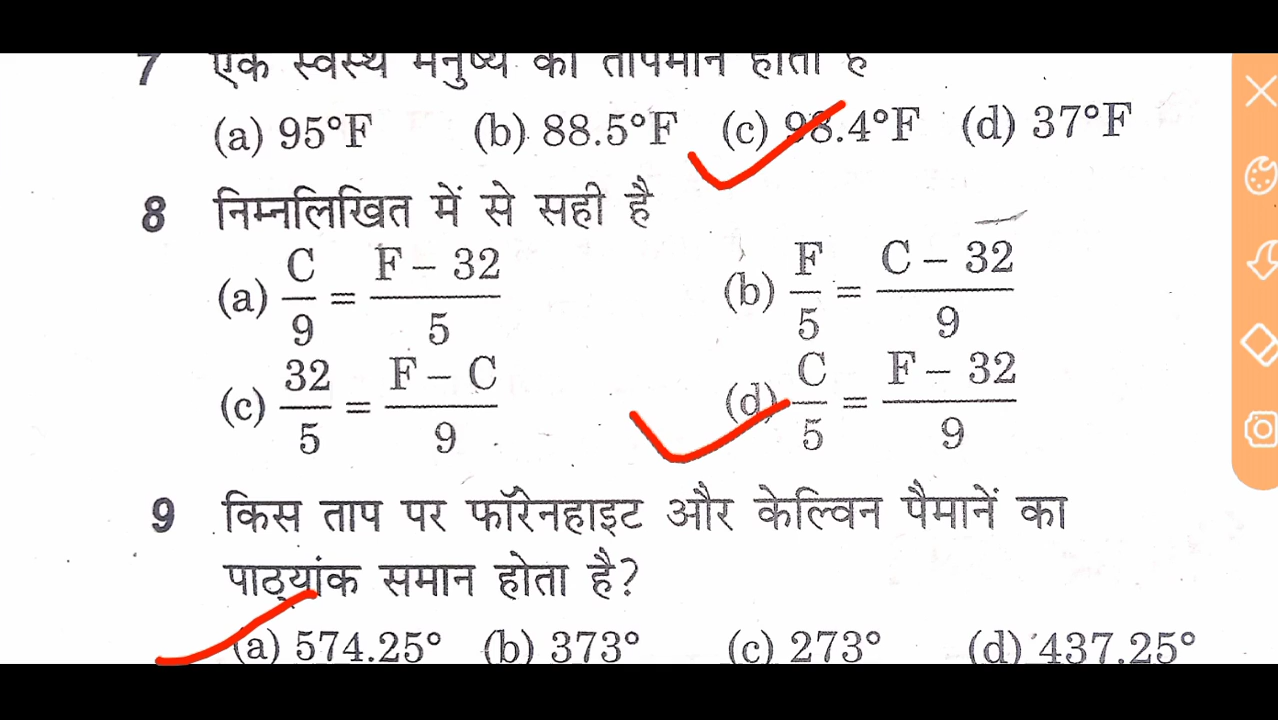 7 एक स्वस्थ मनुष्य का तापमान होता है
(a) 95°F (b) 88.5°F (c) 98.4°F (d) 37°F
8 निम्नलिखित में से सही है
(a) C/9 = F – 32/5 (b) F/5 = C – 32/9
(c) 32/5 = F – C/9 (d) C/5 = F – 32/9
9 किस ताप पर फॉरेनहाइट और केल्विन पैमानें का
पाठ्यांक समान होता है?
(a) 574.25° (b) 373° (c) 273° (d) 437.25°